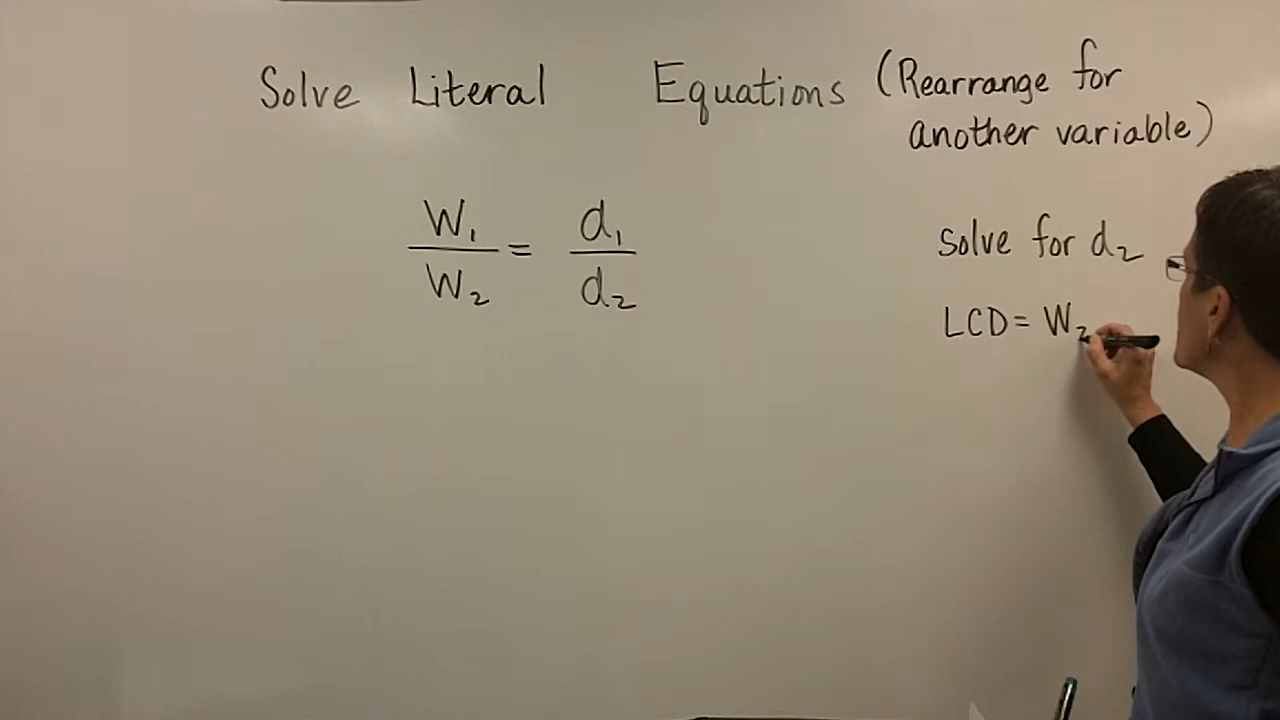 Solve Literal Equations (Rearrange for
another variable)
W₁/W₂ = d₁/d₂
solve for d₂
LCD = W₂